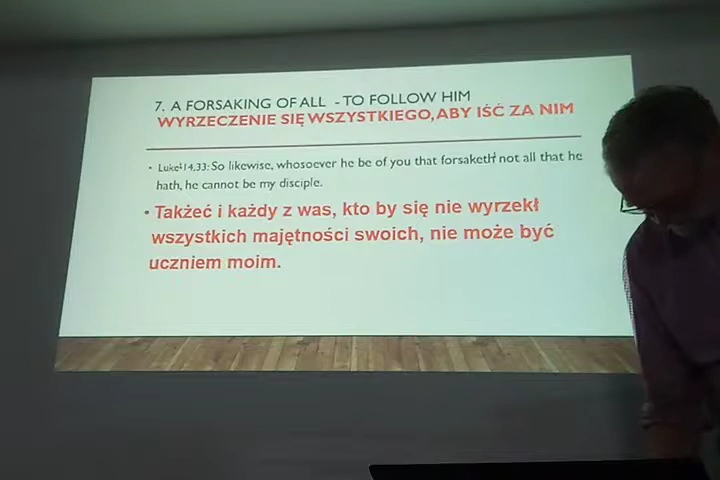 7. A FORSAKING OF ALL - TO FOLLOW HIM
WYRZECZENIE SIĘ WSZYSTKIEGO, ABY IŚĆ ZA NIM
• Luke 14,33: So likewise, whosoever he be of you that forsaketh not all that he
hath, he cannot be my disciple.
• Takżeć i każdy z was, kto by się nie wyrzekł
wszystkich majętności swoich, nie może być
uczniem moim.